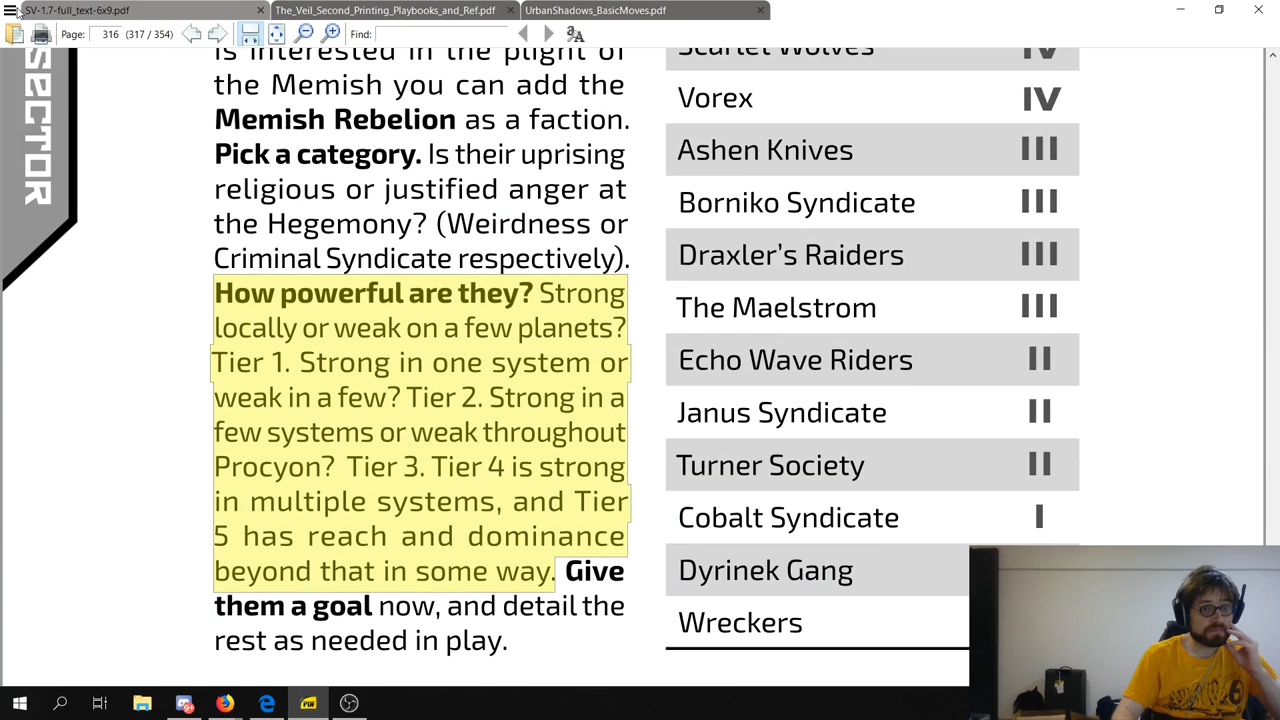 SV-1.7-full_text-6x9.pdf
The_Veil_Second_Printing_Playbooks_and_Ref.pdf
UrbanShadows_BasicMoves.pdf
Page: 316 (317 / 354)
Find:
SECTOR
is interested in the plight of
the Memish you can add the
Memish Rebelion as a faction.
Pick a category. Is their uprising
religious or justified anger at
the Hegemony? (Weirdness or
Criminal Syndicate respectively).
How powerful are they? Strong
locally or weak on a few planets?
Tier 1. Strong in one system or
weak in a few? Tier 2. Strong in a
few systems or weak throughout
Procyon? Tier 3. Tier 4 is strong
in multiple systems, and Tier
5 has reach and dominance
beyond that in some way. Give
them a goal now, and detail the
rest as needed in play.
Scarlet Wolves IV
Vorex IV
Ashen Knives III
Borniko Syndicate III
Draxler's Raiders III
The Maelstrom III
Echo Wave Riders II
Janus Syndicate II
Turner Society II
Cobalt Syndicate I
Dyrinek Gang
Wreckers
PDF